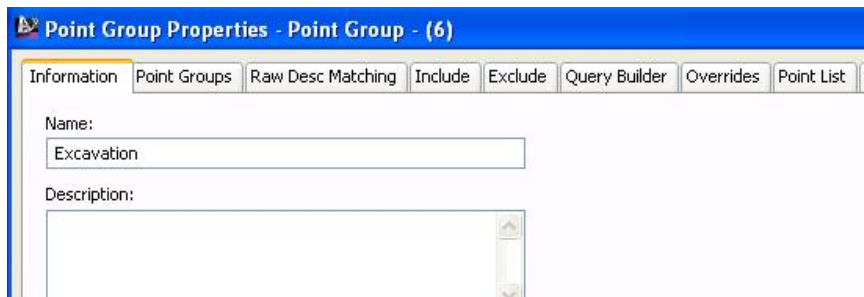 Point Group Properties - Point Group - (6)
Information Point Groups Raw Desc Matching Include Exclude Query Builder Overrides Point List
Name:
Excavation
Description: